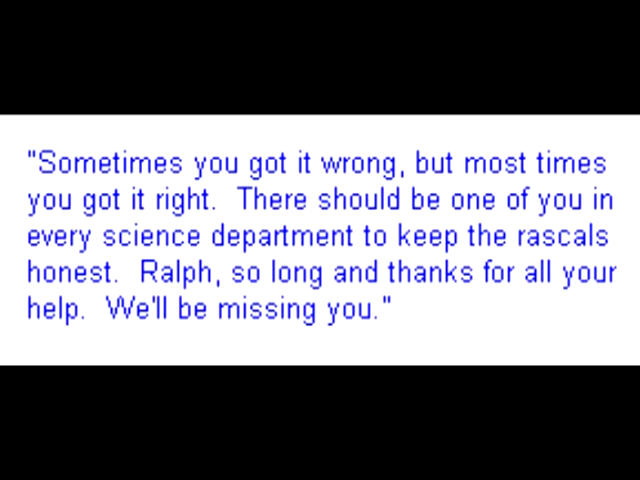 "Sometimes you got it wrong, but most times
you got it right.  There should be one of you in
every science department to keep the rascals
honest.  Ralph, so long and thanks for all your
help.  We'll be missing you."